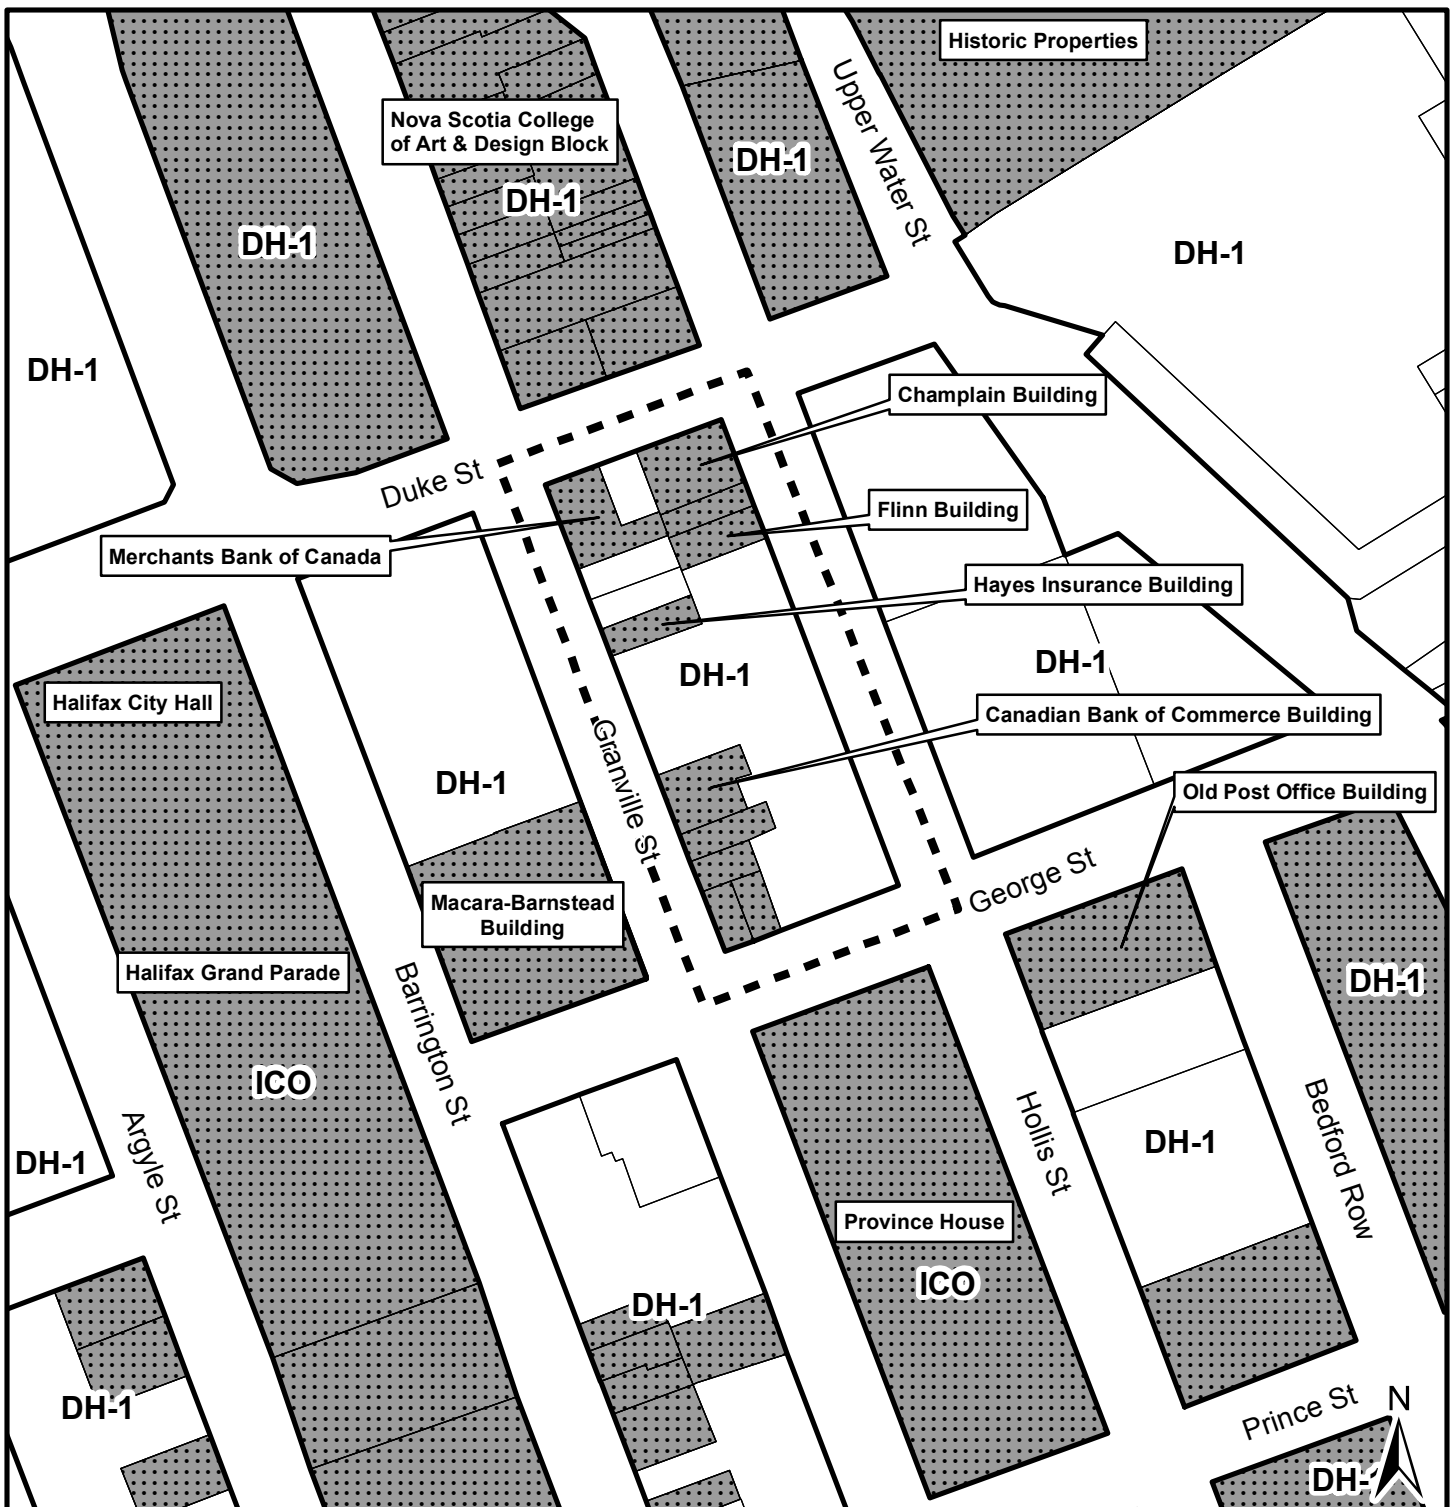 Historic Properties
Upper Water St
Nova Scotia College
of Art & Design Block
DH-1
DH-1
DH-1
DH-1
DH-1
Champlain Building
Duke St
Flinn Building
Merchants Bank of Canada
Hayes Insurance Building
DH-1
DH-1
Halifax City Hall
Canadian Bank of Commerce Building
Granville St
DH-1
Old Post Office Building
George St
Macara-Barnstead
Building
Halifax Grand Parade
DH-1
Barrington St
ICO
Argyle St
DH-1
Hollis St
DH-1
Bedford Row
Province House
ICO
DH-1
DH-1
Prince St
N
DH-1